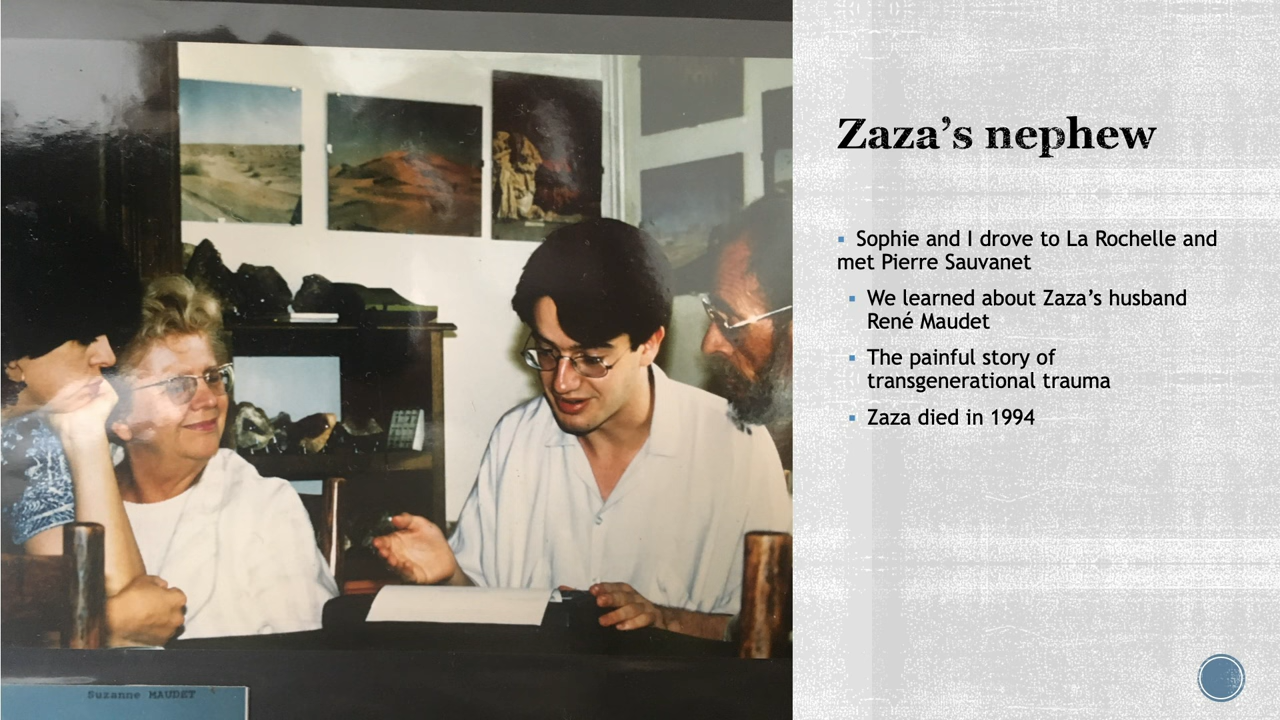 Zaza’s nephew
▪ Sophie and I drove to La Rochelle and
met Pierre Sauvanet
▪ We learned about Zaza’s husband
René Maudet
▪ The painful story of
transgenerational trauma
▪ Zaza died in 1994
Suzanne MAUDET